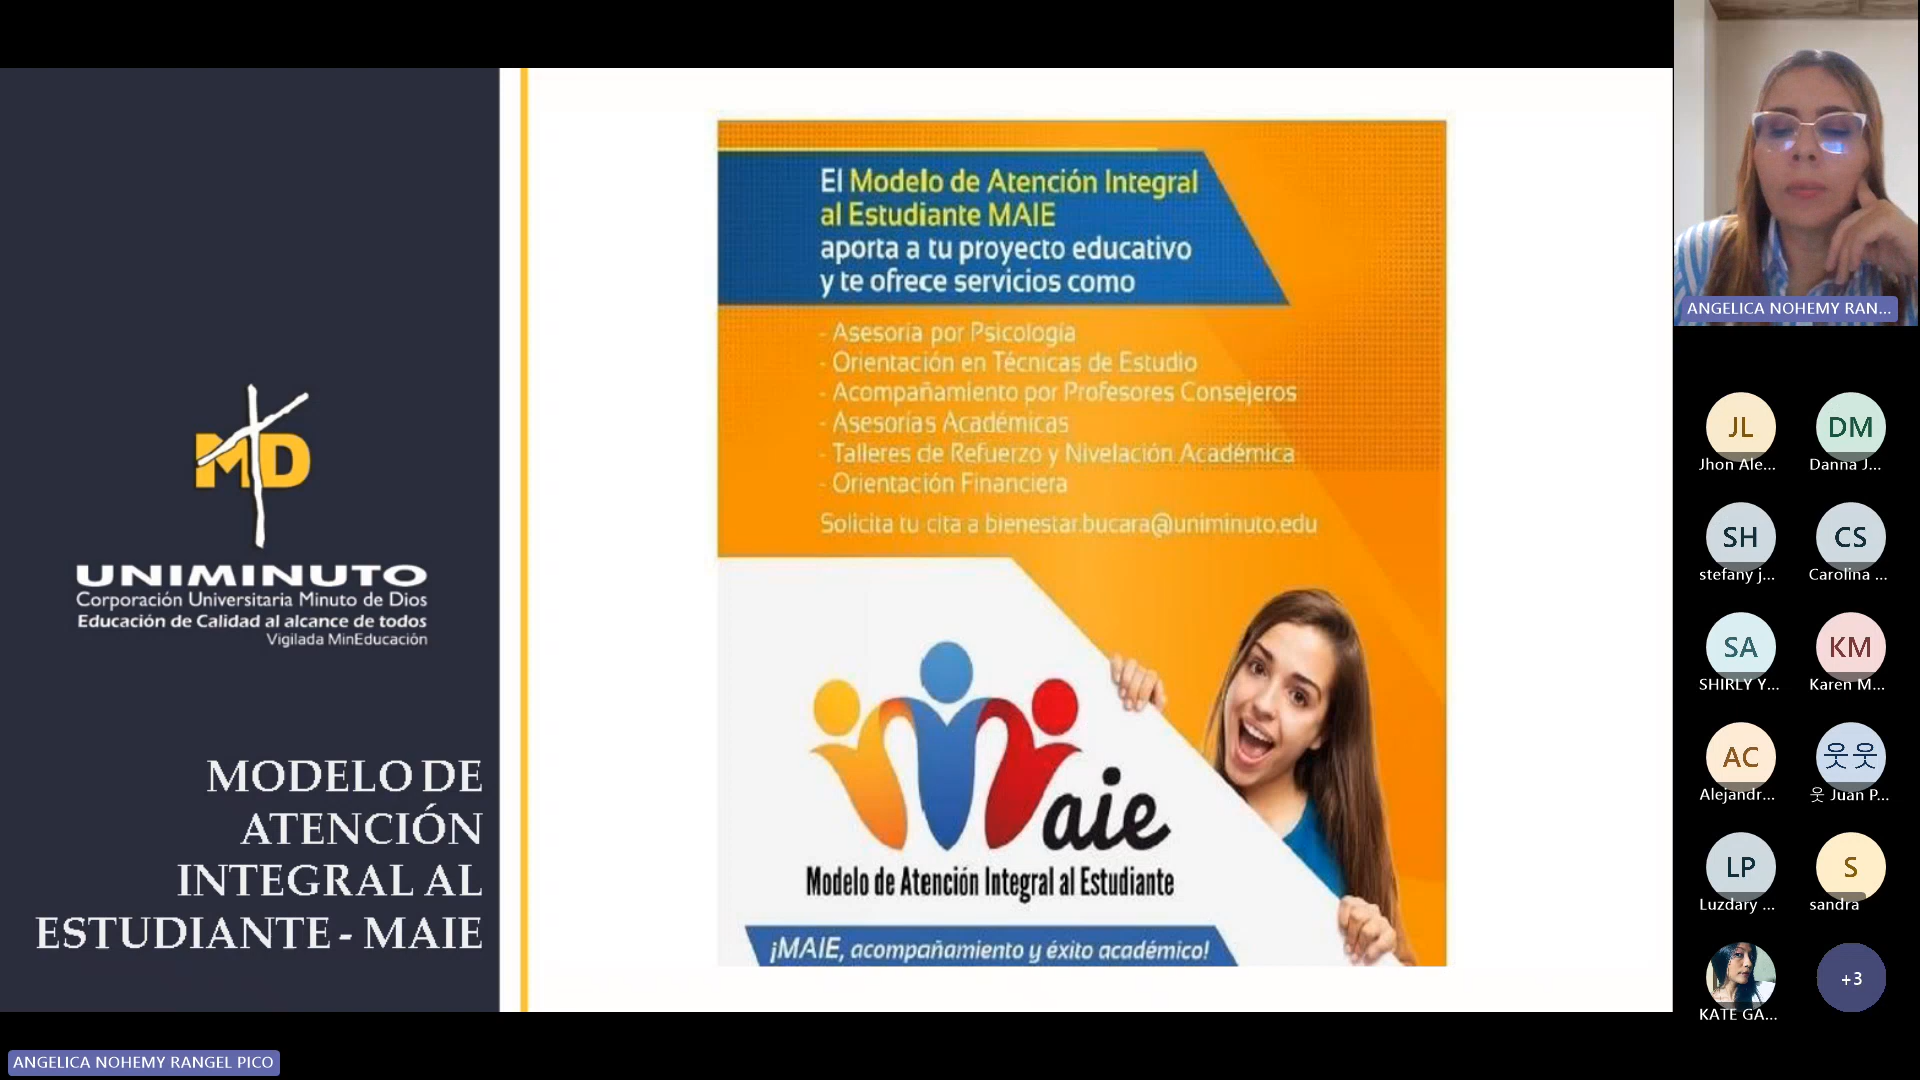 MD
UNIMINUTO
Corporación Universitaria Minuto de Dios
Educación de Calidad al alcance de todos
Vigilada MinEducación
MODELO DE
ATENCIÓN
INTEGRAL AL
ESTUDIANTE - MAIE
El Modelo de Atención Integral
al Estudiante MAIE
aporta a tu proyecto educativo
y te ofrece servicios como
- Asesoría por Psicología
- Orientación en Técnicas de Estudio
- Acompañamiento por Profesores Consejeros
- Asesorías Académicas
- Talleres de Refuerzo y Nivelación Académica
- Orientación Financiera
Solicita tu cita a bienestar.bucara@uniminuto.edu
Maie
Modelo de Atención Integral al Estudiante
¡MAIE, acompañamiento y éxito académico!
ANGELICA NOHEMY RAN...
JL
Jhon Ale...
DM
Danna J...
SH
stefany j...
CS
Carolina ...
SA
SHIRLY Y...
KM
Karen M...
AC
Alejandr...
웃웃
웃 Juan P...
LP
Luzdary ...
S
sandra
KATE GA...
+3
ANGELICA NOHEMY RANGEL PICO